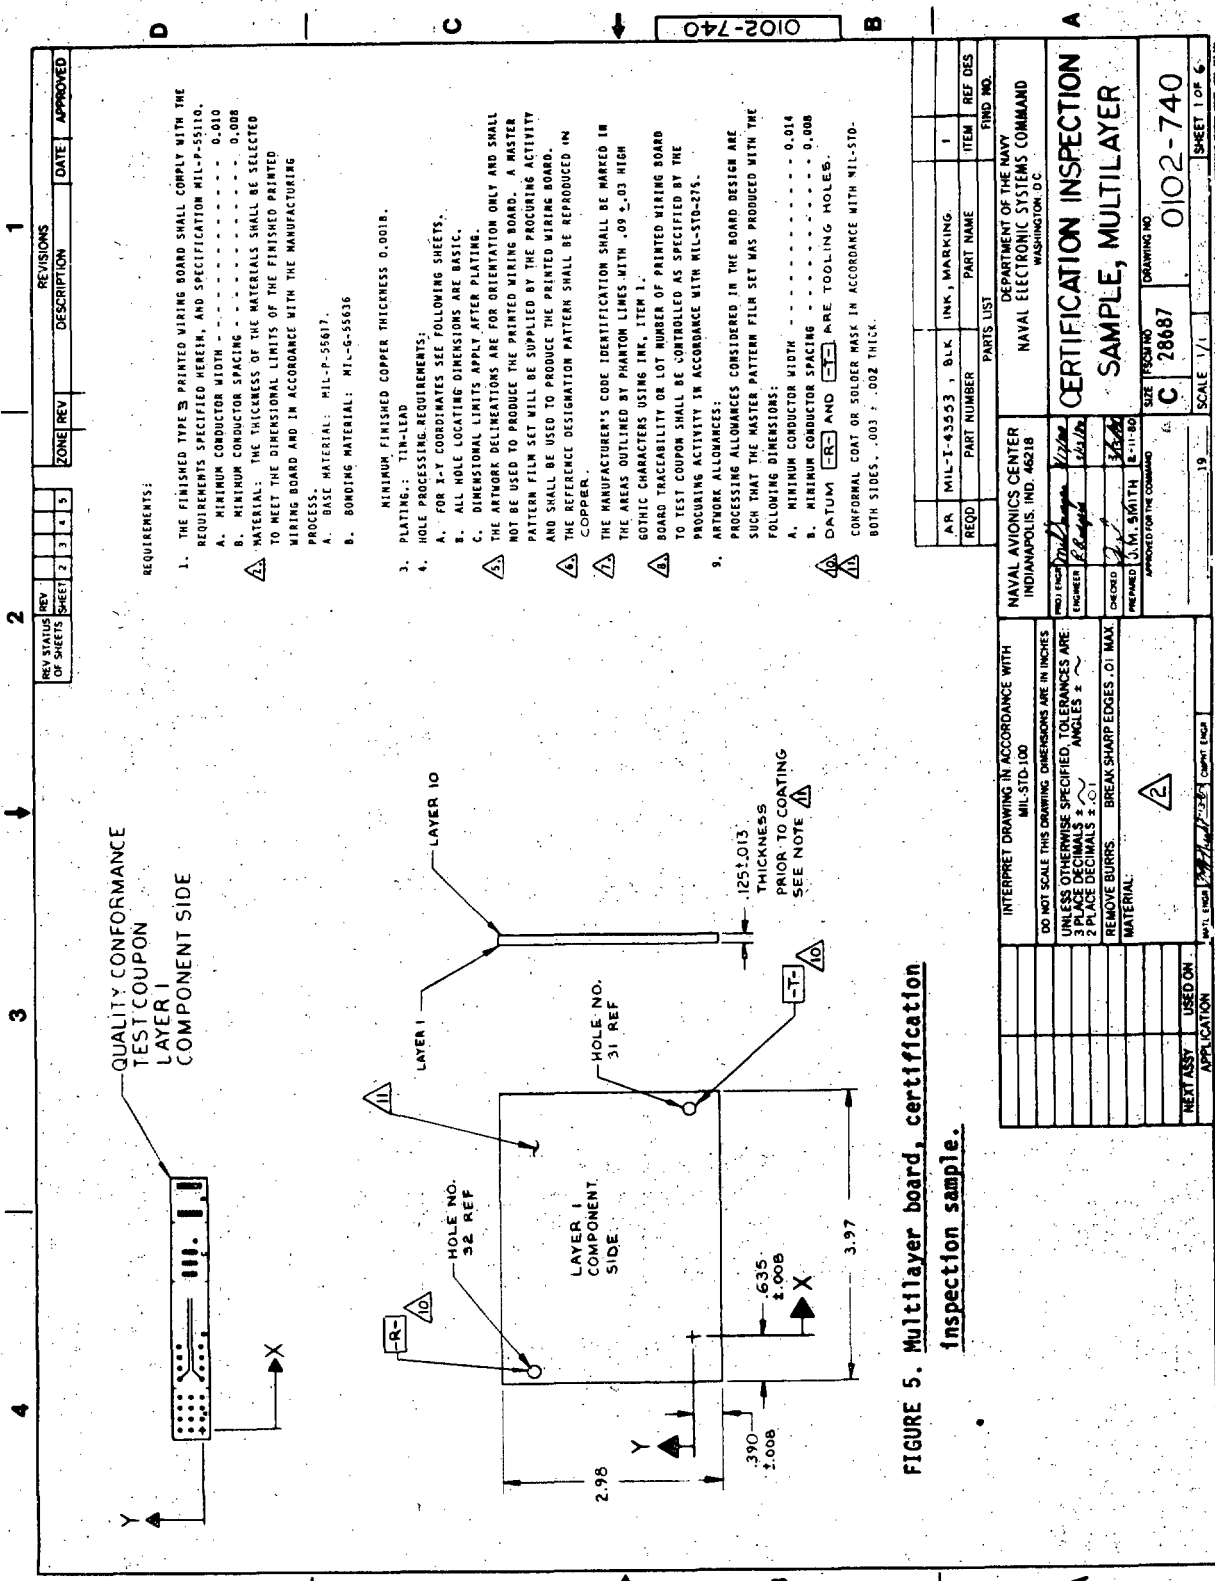 REVISIONS
ZONE REV DESCRIPTION DATE APPROVED
REV STATUS OF SHEETS
REV
SHEET 2 3 4 5
4 3 2 1
D C B A
0102-740
QUALITY CONFORMANCE
TEST COUPON
LAYER 1
COMPONENT SIDE
Y
X
REQUIREMENTS:
1. THE FINISHED TYPE 3 PRINTED WIRING BOARD SHALL COMPLY WITH THE
REQUIREMENTS SPECIFIED HEREIN, AND SPECIFICATION MIL-P-55110.
A. MINIMUM CONDUCTOR WIDTH - - - - - - - - - 0.010
B. MINIMUM CONDUCTOR SPACING - - - - - - - - 0.008
2. MATERIAL: THE THICKNESS OF THE MATERIALS SHALL BE SELECTED
TO MEET THE DIMENSIONAL LIMITS OF THE FINISHED PRINTED
WIRING BOARD AND IN ACCORDANCE WITH THE MANUFACTURING
PROCESS.
A. BASE MATERIAL: MIL-P-55617.
B. BONDING MATERIAL: MIL-G-55636
MINIMUM FINISHED COPPER THICKNESS 0.0018.
3. PLATING: TIN-LEAD
4. HOLE PROCESSING REQUIREMENTS:
A. FOR X-Y COORDINATES SEE FOLLOWING SHEETS.
B. ALL HOLE LOCATING DIMENSIONS ARE BASIC.
C. DIMENSIONAL LIMITS APPLY AFTER PLATING.
5. THE ARTWORK DELINEATIONS ARE FOR ORIENTATION ONLY AND SHALL
NOT BE USED TO PRODUCE THE PRINTED WIRING BOARD. A MASTER
PATTERN FILM SET WILL BE SUPPLIED BY THE PROCURING ACTIVITY
AND SHALL BE USED TO PRODUCE THE PRINTED WIRING BOARD.
6. THE REFERENCE DESIGNATION PATTERN SHALL BE REPRODUCED IN
COPPER.
7. THE MANUFACTURER'S CODE IDENTIFICATION SHALL BE MARKED IN
THE AREAS OUTLINED BY PHANTOM LINES WITH .09 ±.03 HIGH
GOTHIC CHARACTERS USING INK, ITEM 1.
8. BOARD TRACEABILITY OR LOT NUMBER OF PRINTED WIRING BOARD
TO TEST COUPON SHALL BE CONTROLLED AS SPECIFIED BY THE
PROCURING ACTIVITY IN ACCORDANCE WITH MIL-STD-275.
9. ARTWORK ALLOWANCES:
PROCESSING ALLOWANCES CONSIDERED IN THE BOARD DESIGN ARE
SUCH THAT THE MASTER PATTERN FILM SET WAS PRODUCED WITH THE
FOLLOWING DIMENSIONS:
A. MINIMUM CONDUCTOR WIDTH - - - - - - - - - 0.014
B. MINIMUM CONDUCTOR SPACING - - - - - - - - 0.008
10. DATUM -R- AND -T- ARE TOOLING HOLES.
11. CONFORMAL COAT OR SOLDER MASK IN ACCORDANCE WITH MIL-STD-
BOTH SIDES. .003 ± .002 THICK.
LAYER 1
LAYER 10
.125±.013
THICKNESS
PRIOR TO COATING
SEE NOTE 11
11
-R- 10
HOLE NO.
32 REF
LAYER 1
COMPONENT
SIDE
HOLE NO.
31 REF
-T- 10
Y
X
2.98
.390
±.008
.635
±.008
3.97
FIGURE 5. Multilayer board, certification
inspection sample.
AR MIL-I-43553, BLK INK, MARKING 1
REQD PART NUMBER PART NAME ITEM REF DES
PARTS LIST FIND NO.
INTERPRET DRAWING IN ACCORDANCE WITH
MIL-STD-100
DO NOT SCALE THIS DRAWING DIMENSIONS ARE IN INCHES
UNLESS OTHERWISE SPECIFIED, TOLERANCES ARE:
3 PLACE DECIMALS ± ~ ANGLES ± ~
2 PLACE DECIMALS ± .01
REMOVE BURRS. BREAK SHARP EDGES .01 MAX.
MATERIAL:
2
NEXT ASSY USED ON
APPLICATION
MATL ENGR
CMPNT ENGR
NAVAL AVIONICS CENTER
INDIANAPOLIS, IND. 46218
PROJ ENGR
ENGINEER
CHECKED
PREPARED J.M. SMITH 2-11-80
APPROVED FOR THE COMMAND
19
DEPARTMENT OF THE NAVY
NAVAL ELECTRONIC SYSTEMS COMMAND
WASHINGTON D C
CERTIFICATION INSPECTION
SAMPLE, MULTILAYER
SIZE C
FSCM NO 28687
DRAWING NO. 0102-740
SCALE 1/1
SHEET 1 OF 6